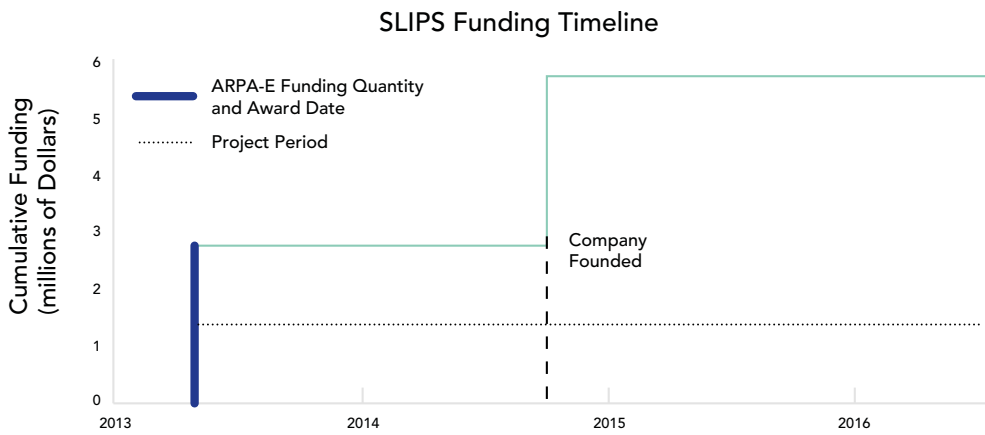 SLIPS Funding Timeline
Cumulative Funding
(millions of Dollars)
6
5
4
3
2
1
0
ARPA-E Funding Quantity
and Award Date
Project Period
Company
Founded
2013
2014
2015
2016